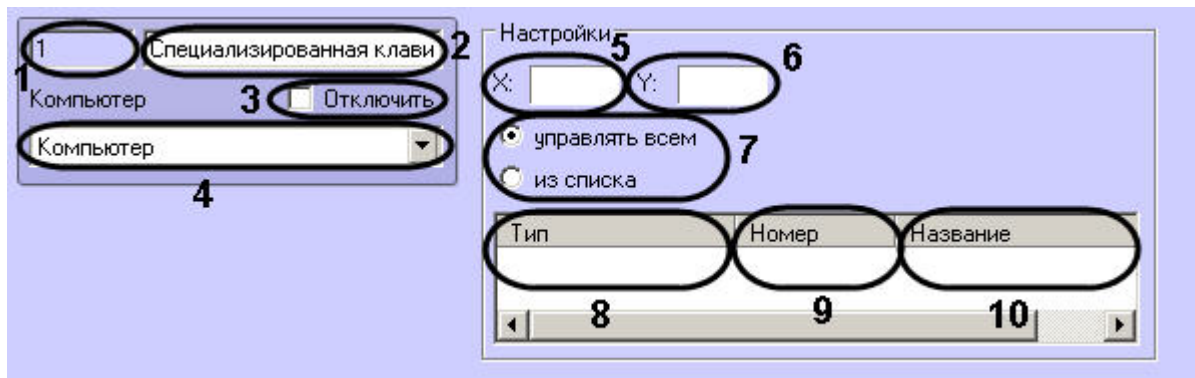 1 Специализированная клави 2
1
Компьютер 3 Отключить
Компьютер
4
Настройки
5 6
X: Y:
управлять всем 7
из списка
Тип Номер Название
8 9 10